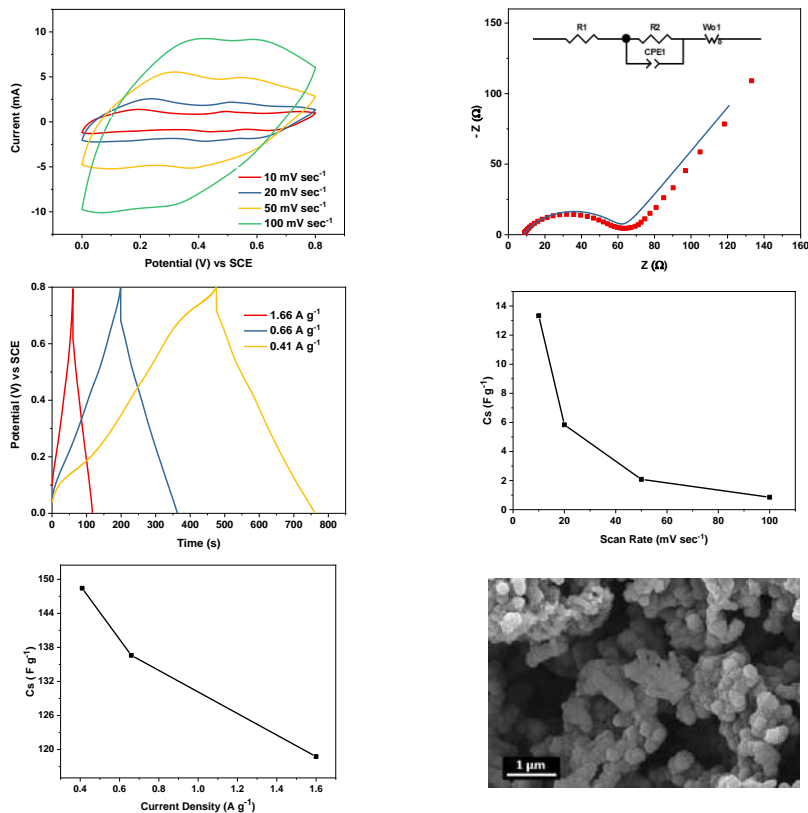 10
5
0
-5
-10
Current (mA)
10 mV sec⁻¹
20 mV sec⁻¹
50 mV sec⁻¹
100 mV sec⁻¹
0.0 0.2 0.4 0.6 0.8
Potential (V) vs SCE
150
100
50
0
- Z (Ω)
R1 R2 Wo1
CPE1
0 20 40 60 80 100 120 140 160
Z (Ω)
0.8
0.6
0.4
0.2
0.0
Potential (V) vs SCE
1.66 A g⁻¹
0.66 A g⁻¹
0.41 A g⁻¹
0 100 200 300 400 500 600 700 800
Time (s)
14
12
10
8
6
4
2
0
Cs (F g⁻¹)
0 20 40 60 80 100
Scan Rate (mV sec⁻¹)
150
144
138
132
126
120
Cs ( F g⁻¹)
0.4 0.6 0.8 1.0 1.2 1.4 1.6
Current Density (A g⁻¹)
1 µm